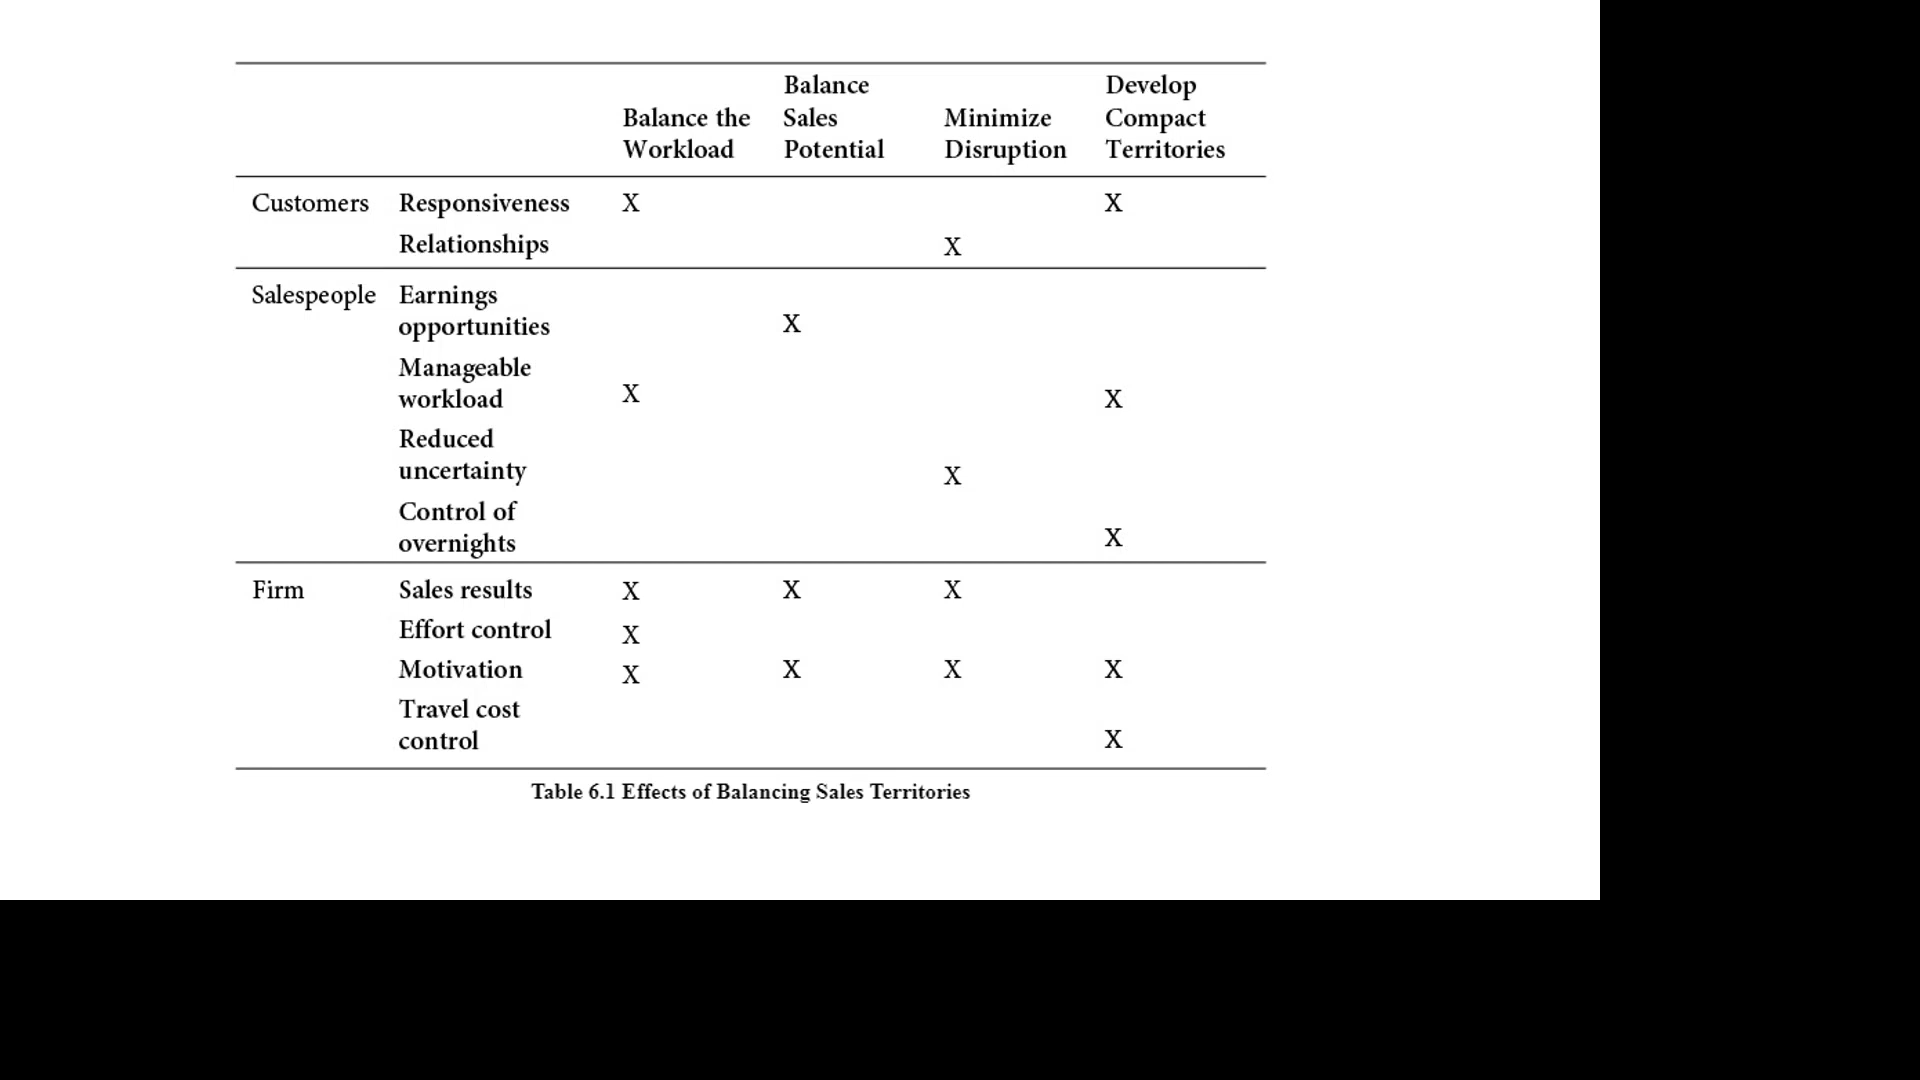 Balance the Workload Balance Sales Potential Minimize Disruption Develop Compact Territories
Customers Responsiveness X X
Relationships X
Salespeople Earnings opportunities X
Manageable workload X X
Reduced uncertainty X
Control of overnights X
Firm Sales results X X X
Effort control X
Motivation X X X X
Travel cost control X
Table 6.1 Effects of Balancing Sales Territories